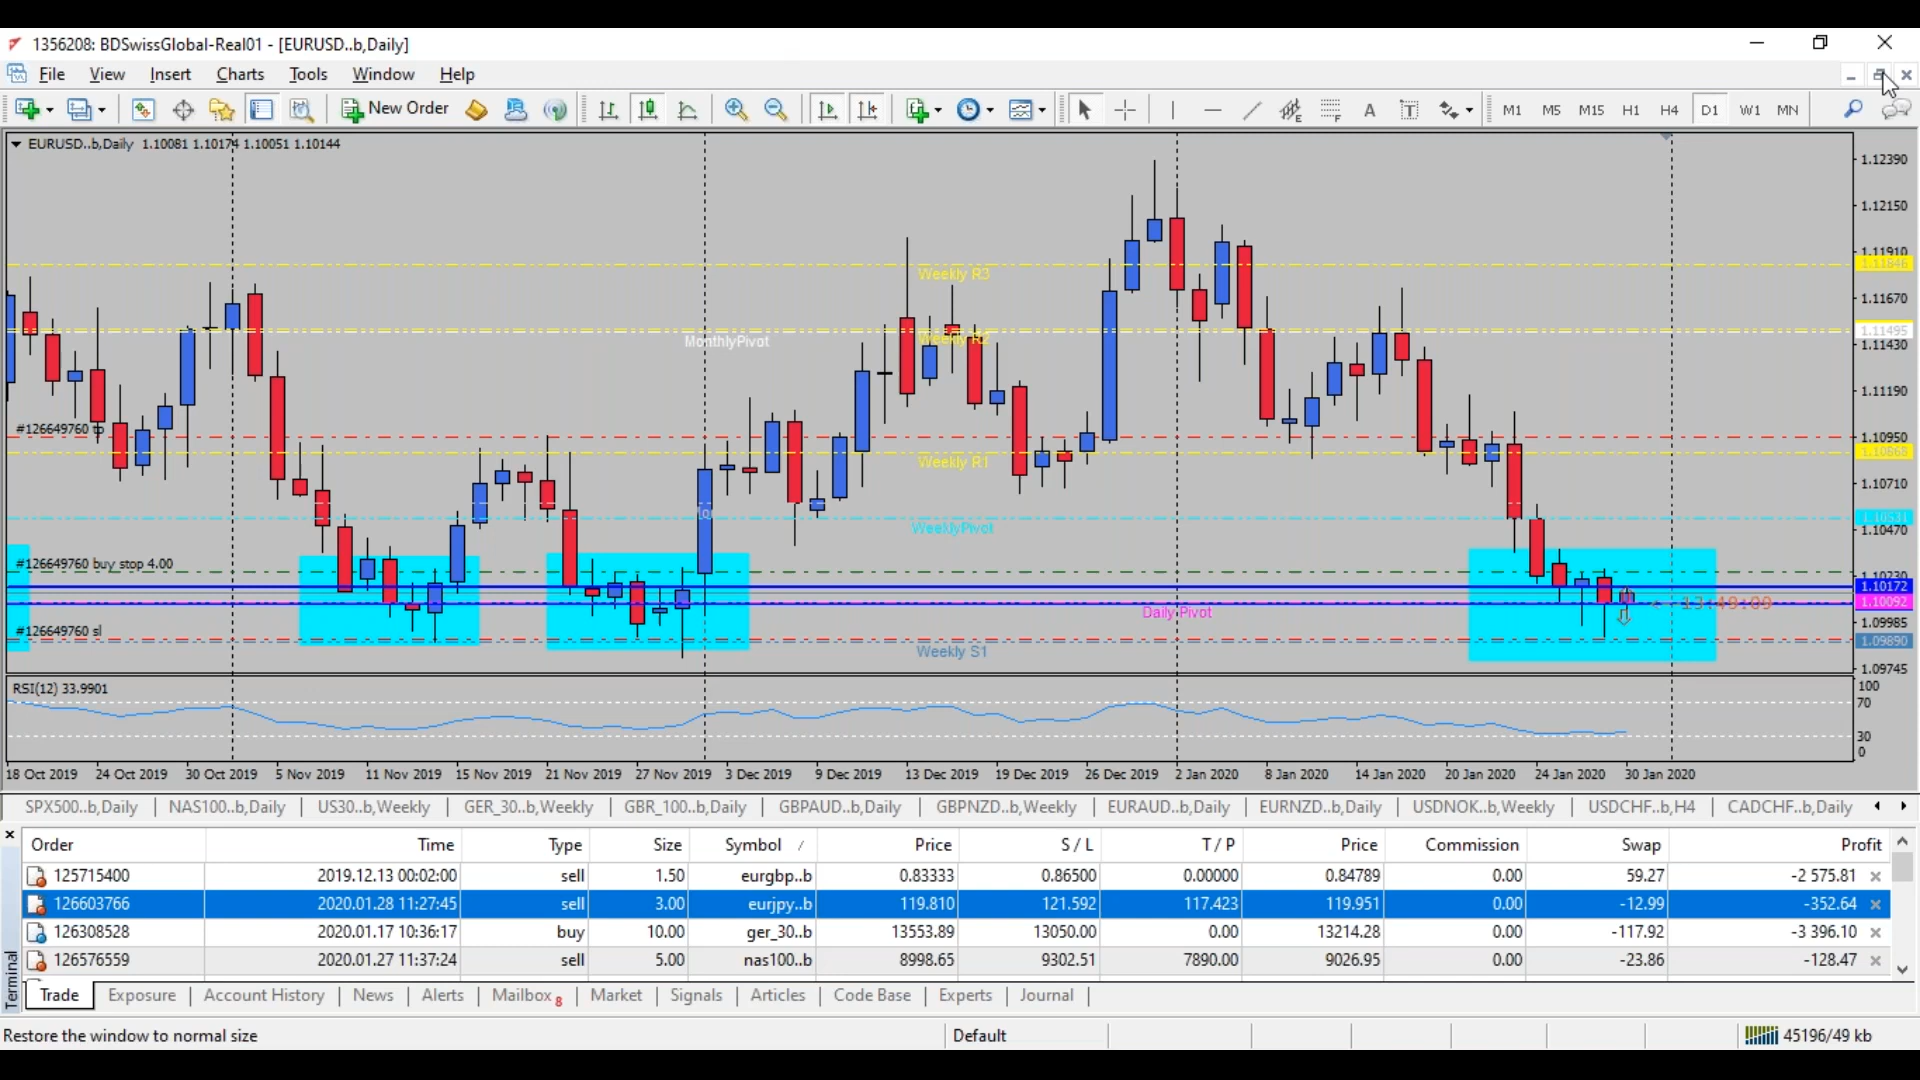 1356208: BDSwissGlobal-Real01 - [EURUSD..b,Daily]
File View Insert Charts Tools Window Help
New Order A T M1 M5 M15 H1 H4 D1 W1 MN
EURUSD..b,Daily 1.10081 1.10174 1.10051 1.10144
1.12390
1.12150
1.11910
Weekly R3 1.11846
1.11670
Weekly R2 1.11495
MonthlyPivot
1.11430
1.11190
#126649760 tp 1.10950
Weekly R1
1.10710
WeeklyPivot
1.10470
#126649760 buy stop 4.00
1.10230
1.10172
1.10092
Daily Pivot <--13:49:09
1.09985
#126649760 sl 1.09890
Weekly S1
1.09745
RSI(12) 33.9901
100
70
30
0
18 Oct 2019 24 Oct 2019 30 Oct 2019 5 Nov 2019 11 Nov 2019 15 Nov 2019 21 Nov 2019 27 Nov 2019 3 Dec 2019 9 Dec 2019 13 Dec 2019 19 Dec 2019 26 Dec 2019 2 Jan 2020 8 Jan 2020 14 Jan 2020 20 Jan 2020 24 Jan 2020 30 Jan 2020
SPX500..b,Daily NAS100..b,Daily US30..b,Weekly GER_30..b,Weekly GBR_100..b,Daily GBPAUD..b,Daily GBPNZD..b,Weekly EURAUD..b,Daily EURNZD..b,Daily USDNOK..b,Weekly USDCHF..b,H4 CADCHF..b,Daily
Order Time Type Size Symbol / Price S / L T / P Price Commission Swap Profit
125715400 2019.12.13 00:02:00 sell 1.50 eurgbp..b 0.83333 0.86500 0.00000 0.84789 0.00 59.27 -2 575.81
126603766 2020.01.28 11:27:45 sell 3.00 eurjpy..b 119.810 121.592 117.423 119.951 0.00 -12.99 -352.64
126308528 2020.01.17 10:36:17 buy 10.00 ger_30..b 13553.89 13050.00 0.00 13214.28 0.00 -117.92 -3 396.10
126576559 2020.01.27 11:37:24 sell 5.00 nas100..b 8998.65 9302.51 7890.00 9026.95 0.00 -23.86 -128.47
Terminal
Trade Exposure Account History News Alerts Mailbox 8 Market Signals Articles Code Base Experts Journal
Restore the window to normal size Default 45196/49 kb